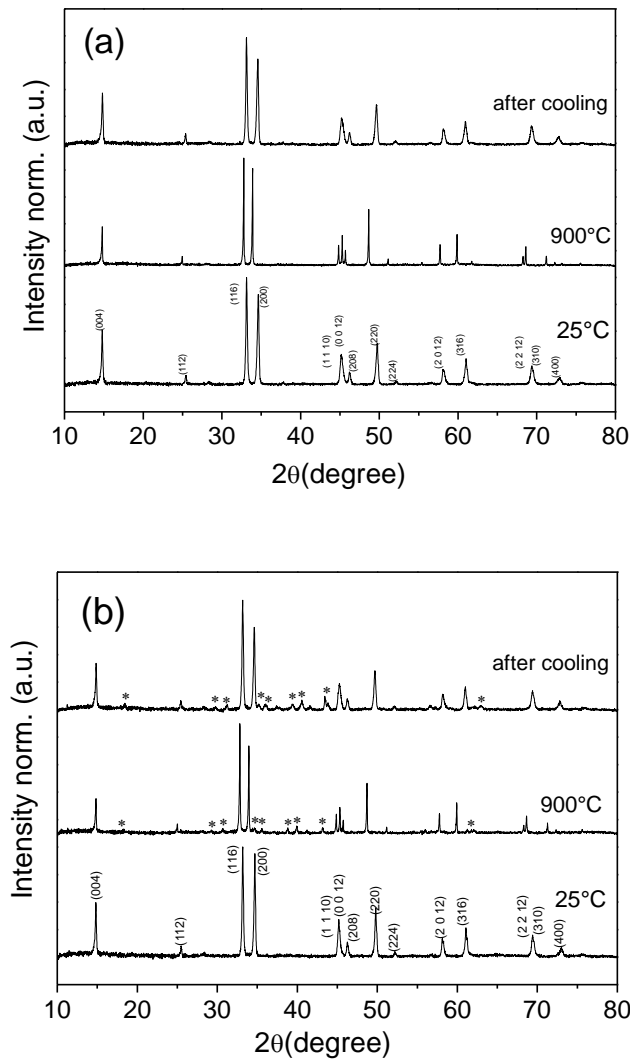 (a)
after cooling
900°C
25°C
(004)
(112)
(116)
(200)
(1 1 10)
(0 0 12)
(208)
(220)
(224)
(2 0 12)
(316)
(2 2 12)
(310)
(400)
Intensity norm. (a.u.)
10 20 30 40 50 60 70 80
2θ(degree)
(b)
after cooling
* * * * * * * * *
900°C
* * * * * * * * * *
25°C
(004)
(112)
(116)
(200)
(1 1 10)
(0 0 12)
(208)
(220)
(224)
(2 0 12)
(316)
(2 2 12)
(310)
(400)
Intensity norm. (a.u.)
10 20 30 40 50 60 70 80
2θ(degree)